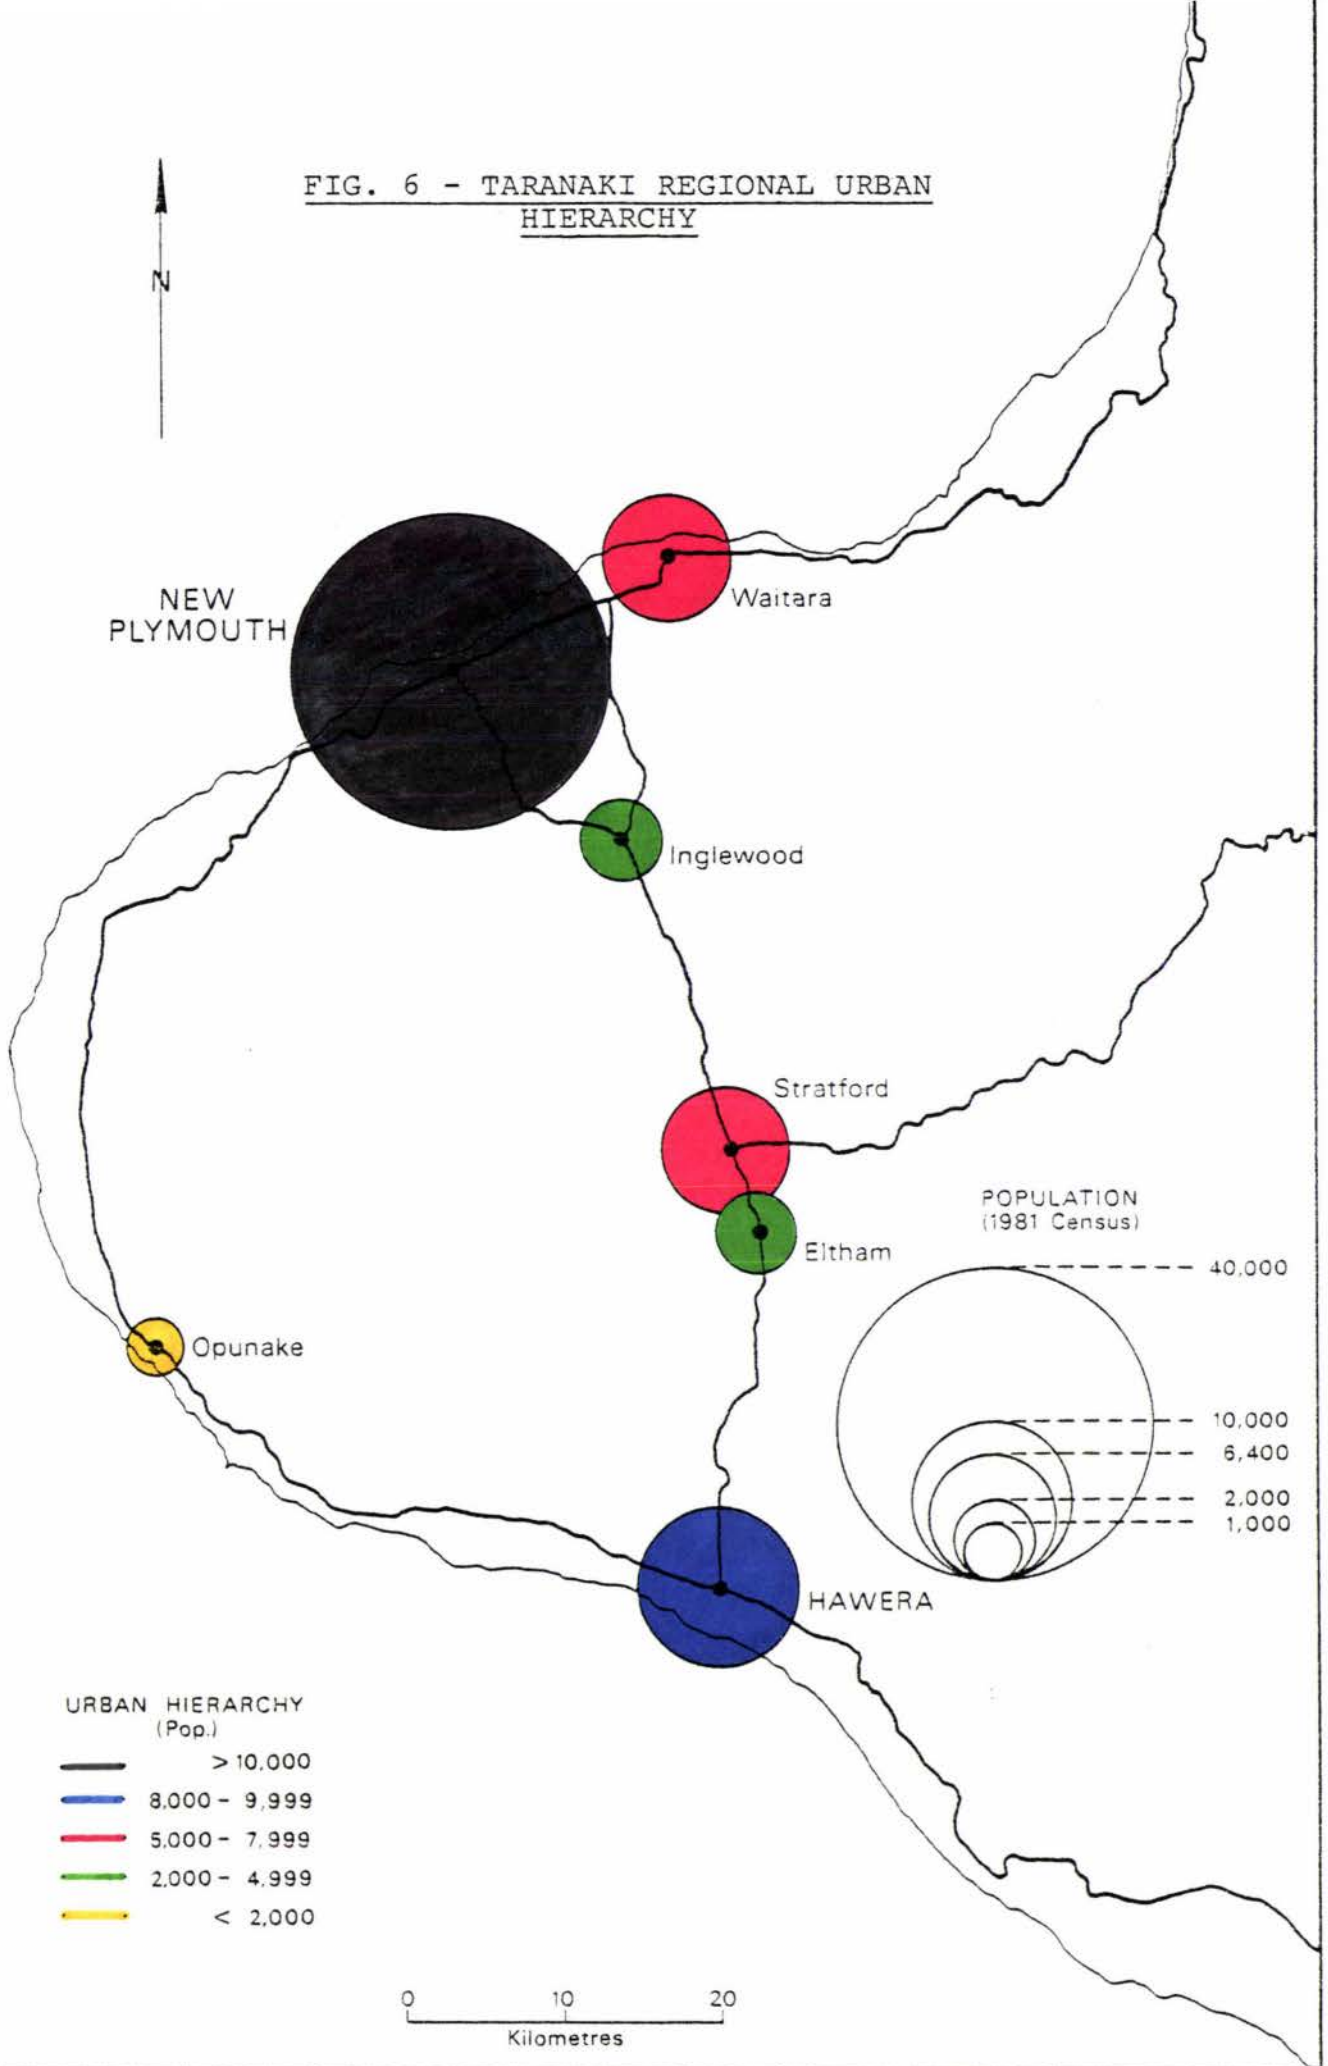 FIG. 6 - TARANAKI REGIONAL URBAN
HIERARCHY
N
NEW
PLYMOUTH
Waitara
Inglewood
Stratford
Eltham
Opunake
HAWERA
POPULATION
(1981 Census)
40,000
10,000
6,400
2,000
1,000
URBAN HIERARCHY
(Pop.)
> 10,000
8,000 - 9,999
5,000 - 7,999
2,000 - 4,999
< 2,000
0 10 20
Kilometres